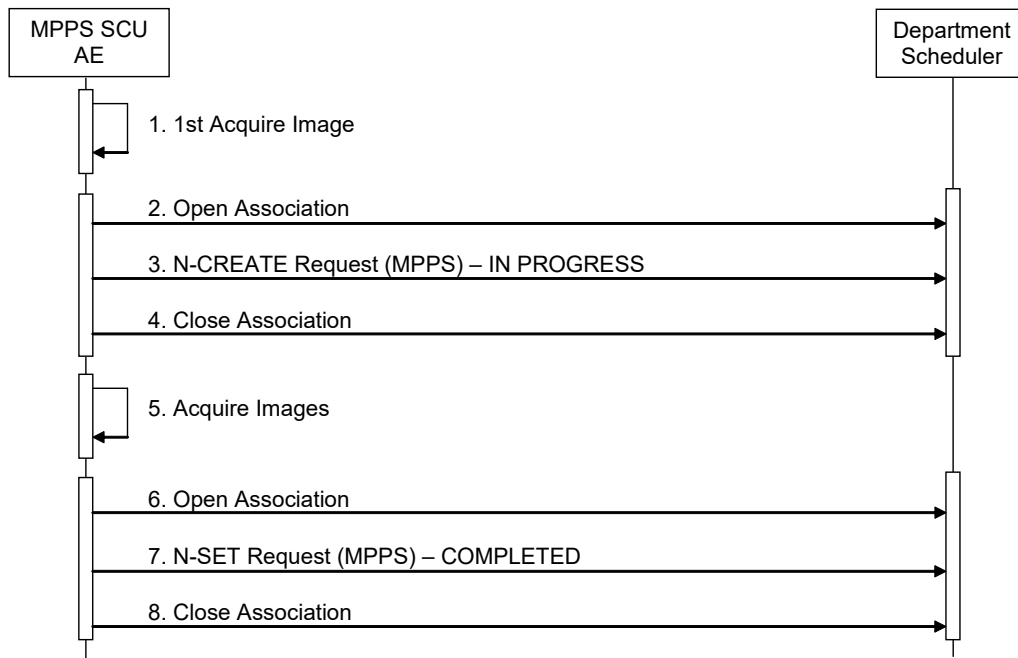 MPPS SCU
AE
Department
Scheduler
1. 1st Acquire Image
2. Open Association
3. N-CREATE Request (MPPS) – IN PROGRESS
4. Close Association
5. Acquire Images
6. Open Association
7. N-SET Request (MPPS) – COMPLETED
8. Close Association